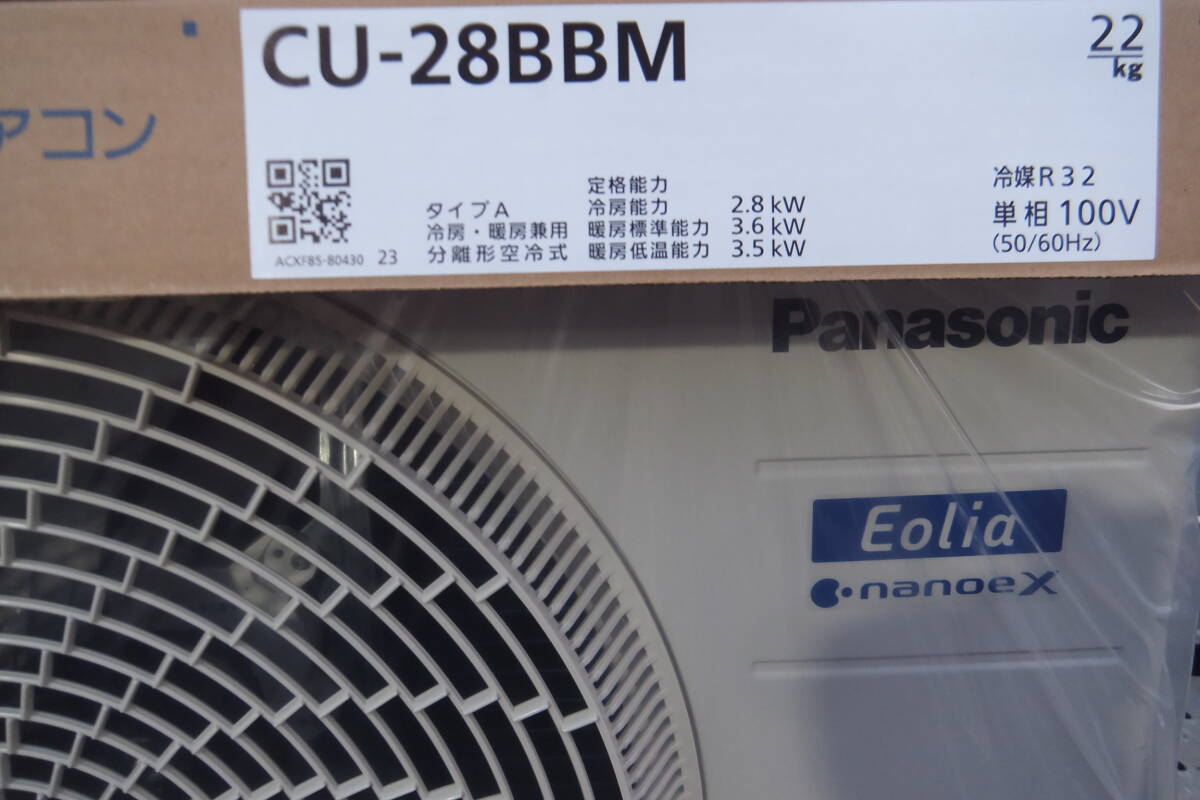 CU-28BBM
22
kg
アコン
定格能力
タイプA 冷房能力 2.8 kW
冷房・暖房兼用 暖房標準能力 3.6 kW
分離形空冷式 暖房低温能力 3.5 kW
冷媒R32
単相 100V
(50/60Hz)
ACXF85-80430 23
Panasonic
Eolia
nanoeX